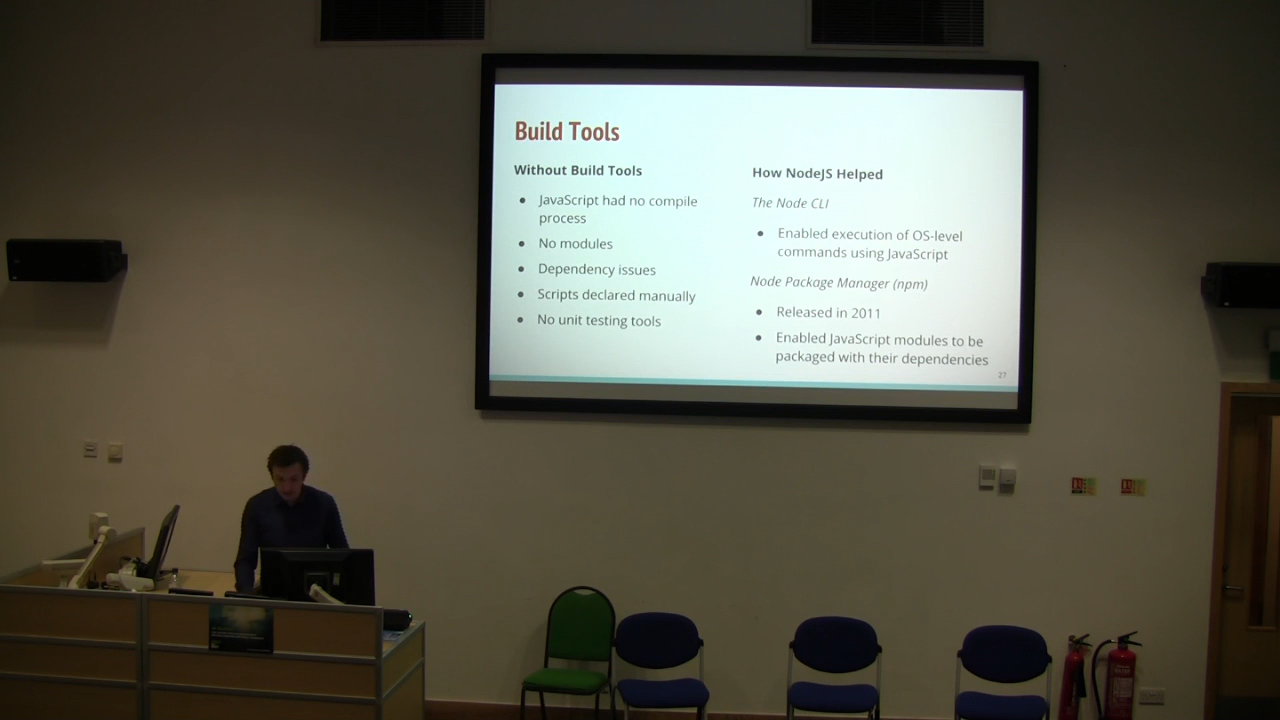 Build Tools
Without Build Tools
JavaScript had no compile
process
No modules
Dependency issues
Scripts declared manually
No unit testing tools
How NodeJS Helped
The Node CLI
Enabled execution of OS-level
commands using JavaScript
Node Package Manager (npm)
Released in 2011
Enabled JavaScript modules to be
packaged with their dependencies
27